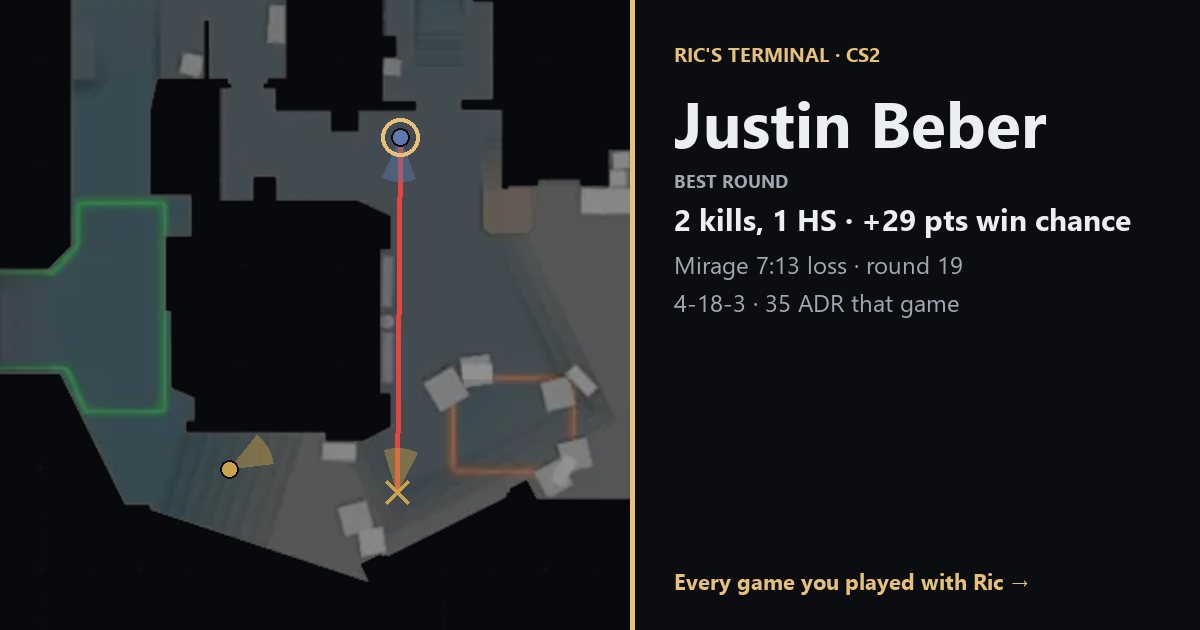 RIC'S TERMINAL · CS2
Justin Beber
BEST ROUND
2 kills, 1 HS · +29 pts win chance
Mirage 7:13 loss · round 19
4-18-3 · 35 ADR that game
Every game you played with Ric →